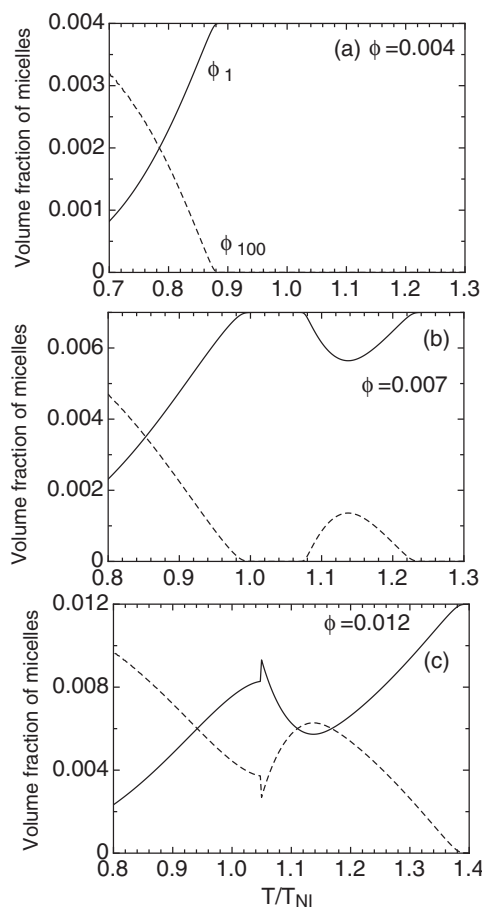 0.004
(a) ϕ=0.004
ϕ1
0.003
0.002
0.001
ϕ100
0
0.7 0.8 0.9 1.0 1.1 1.2 1.3
Volume fraction of micelles
(b)
0.006
ϕ=0.007
0.004
0.002
0
0.8 0.9 1.0 1.1 1.2 1.3
Volume fraction of micelles
0.012
ϕ=0.012
(c)
0.008
0.004
0
0.8 0.9 1.0 1.1 1.2 1.3 1.4
Volume fraction of micelles
T/TNI